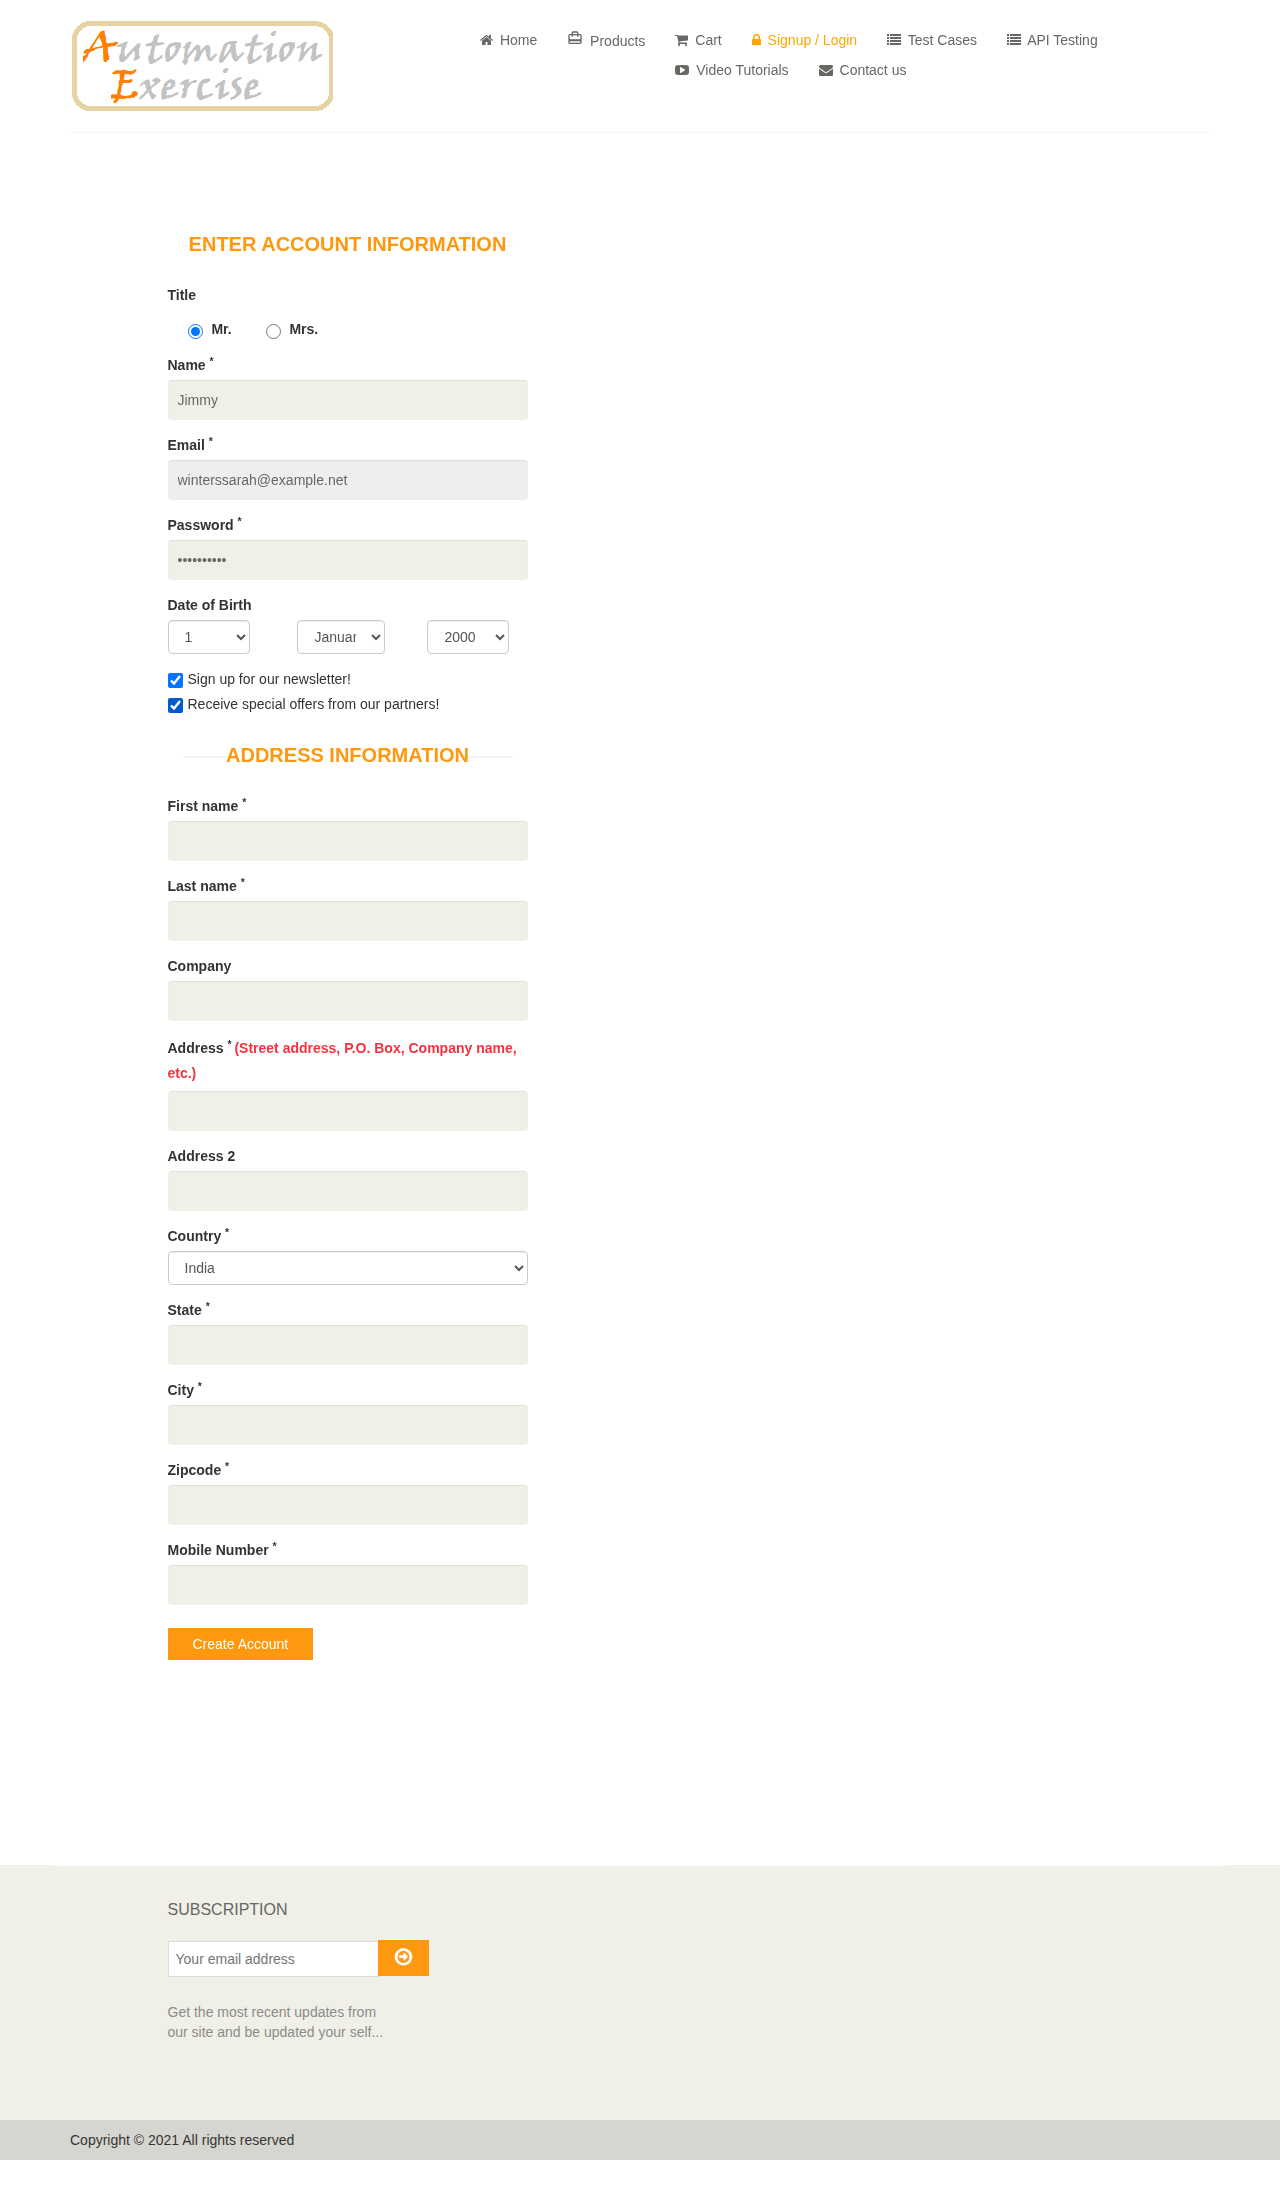 Automation
Exercise
Home
Products
Cart
Signup / Login
Test Cases
API Testing
Video Tutorials
Contact us
ENTER ACCOUNT INFORMATION
Title
Mr.
Mrs.
Name *
Jimmy
Email *
winterssarah@example.net
Password *
••••••••••
Date of Birth
1
Januar
2000
Sign up for our newsletter!
Receive special offers from our partners!
ADDRESS INFORMATION
First name *
Last name *
Company
Address * (Street address, P.O. Box, Company name,
etc.)
Address 2
Country *
India
State *
City *
Zipcode *
Mobile Number *
Create Account
SUBSCRIPTION
Your email address
Get the most recent updates from
our site and be updated your self...
Copyright © 2021 All rights reserved